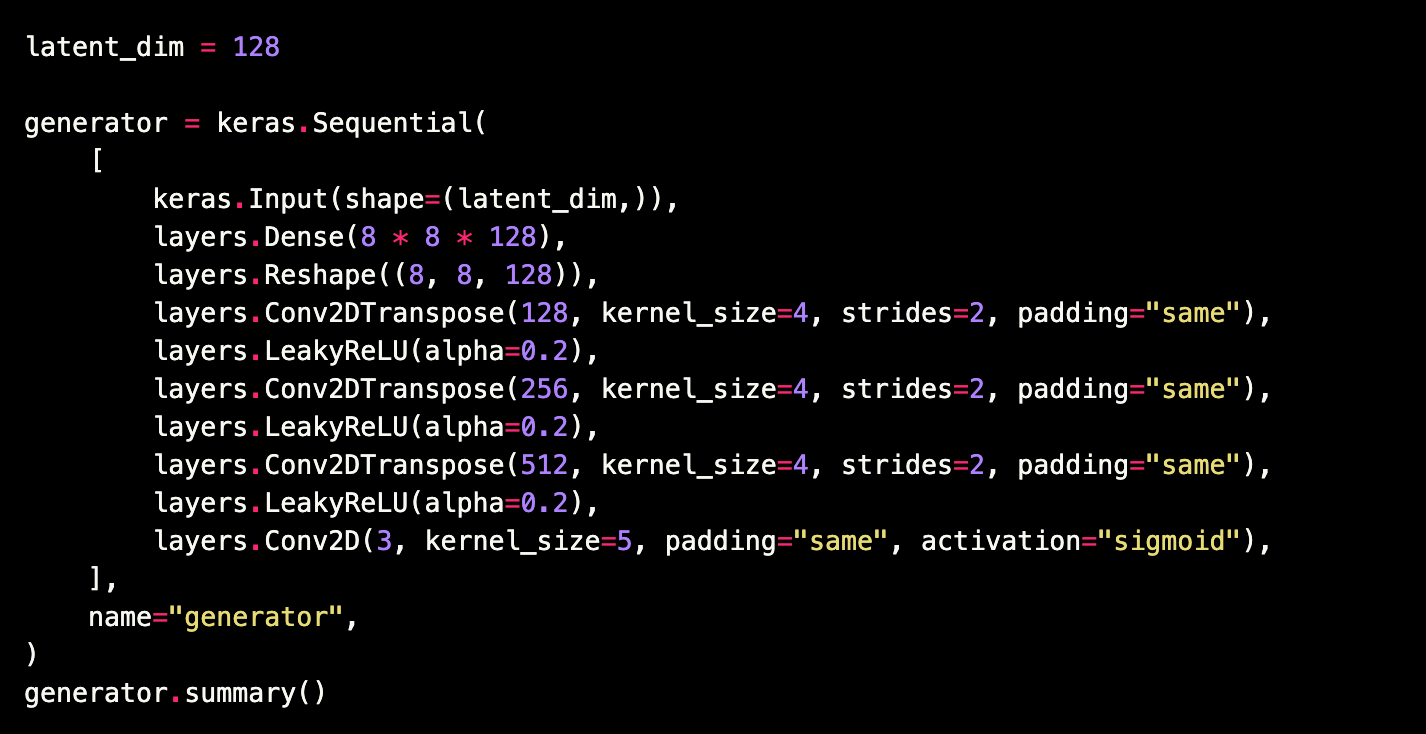 latent_dim = 128

generator = keras.Sequential(
    [
        keras.Input(shape=(latent_dim,)),
        layers.Dense(8 * 8 * 128),
        layers.Reshape((8, 8, 128)),
        layers.Conv2DTranspose(128, kernel_size=4, strides=2, padding="same"),
        layers.LeakyReLU(alpha=0.2),
        layers.Conv2DTranspose(256, kernel_size=4, strides=2, padding="same"),
        layers.LeakyReLU(alpha=0.2),
        layers.Conv2DTranspose(512, kernel_size=4, strides=2, padding="same"),
        layers.LeakyReLU(alpha=0.2),
        layers.Conv2D(3, kernel_size=5, padding="same", activation="sigmoid"),
    ],
    name="generator",
)
generator.summary()